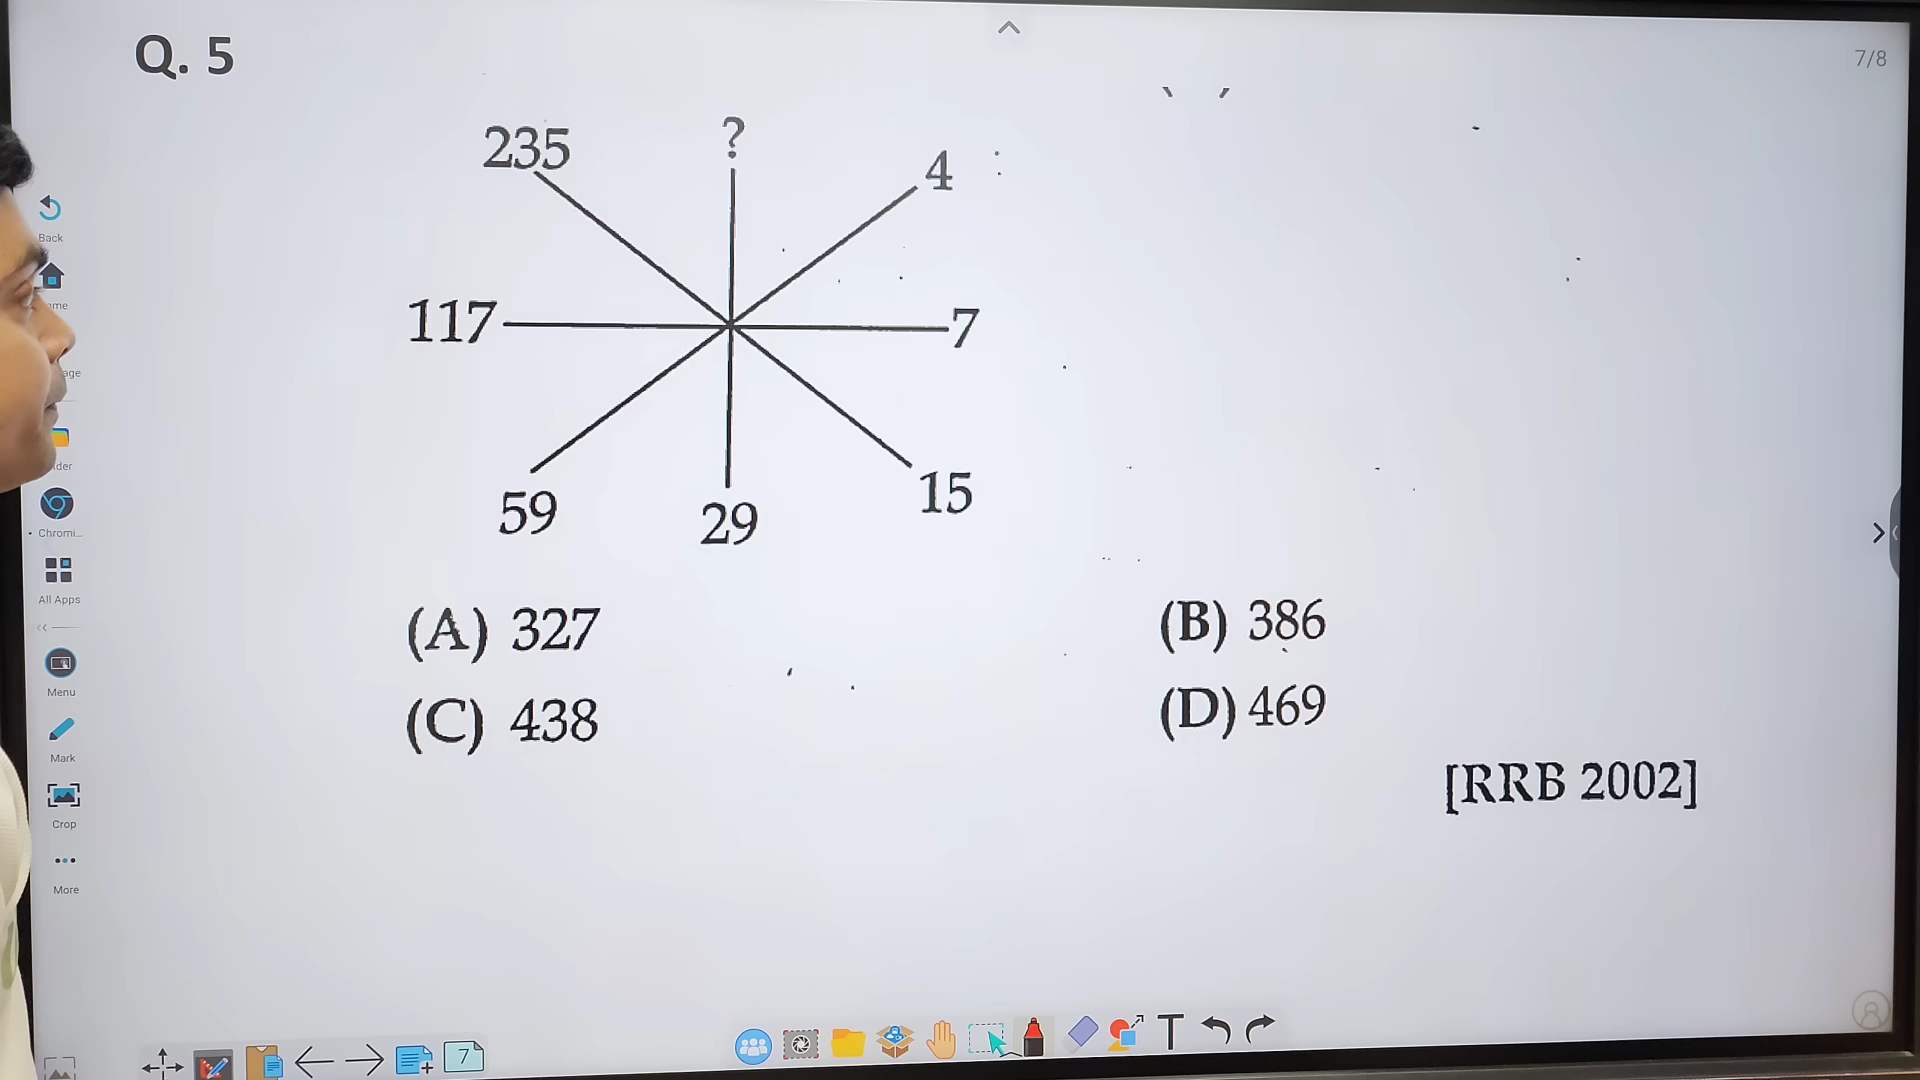 Q. 5
7/8
235
?
4
117
7
59
29
15
(A) 327
(B) 386
(C) 438
(D) 469
[RRB 2002]
Back
Chromi...
All Apps
Menu
Mark
Crop
More
7
T